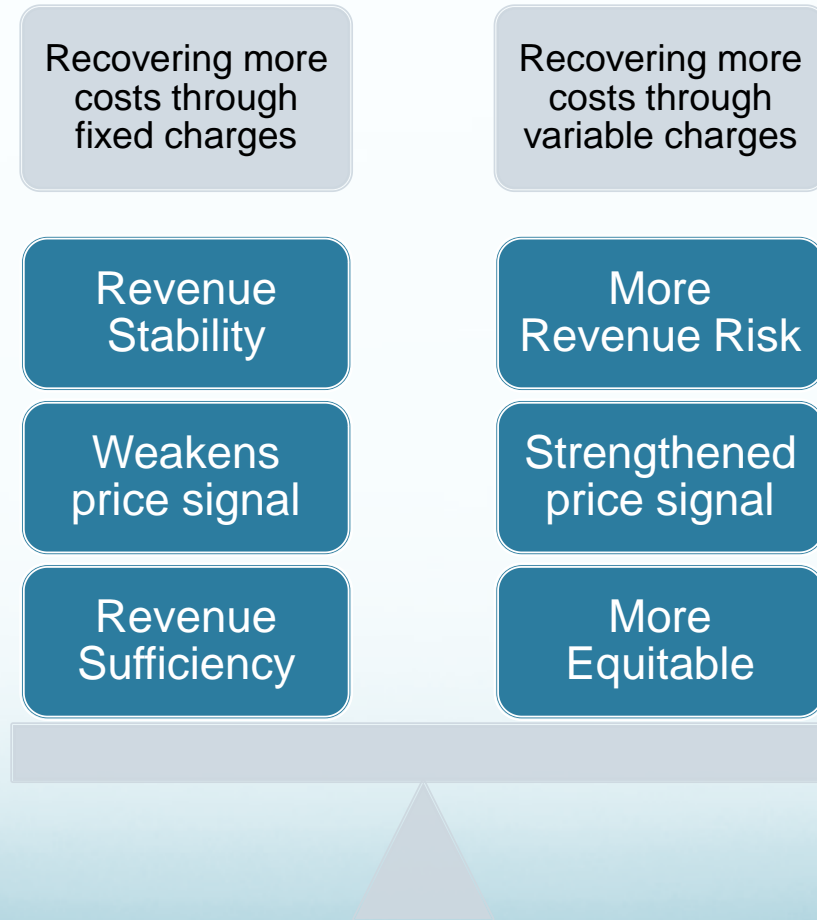 Recovering more
costs through
fixed charges
Revenue
Stability
Weakens
price signal
Revenue
Sufficiency
Recovering more
costs through
variable charges
More
Revenue Risk
Strengthened
price signal
More
Equitable